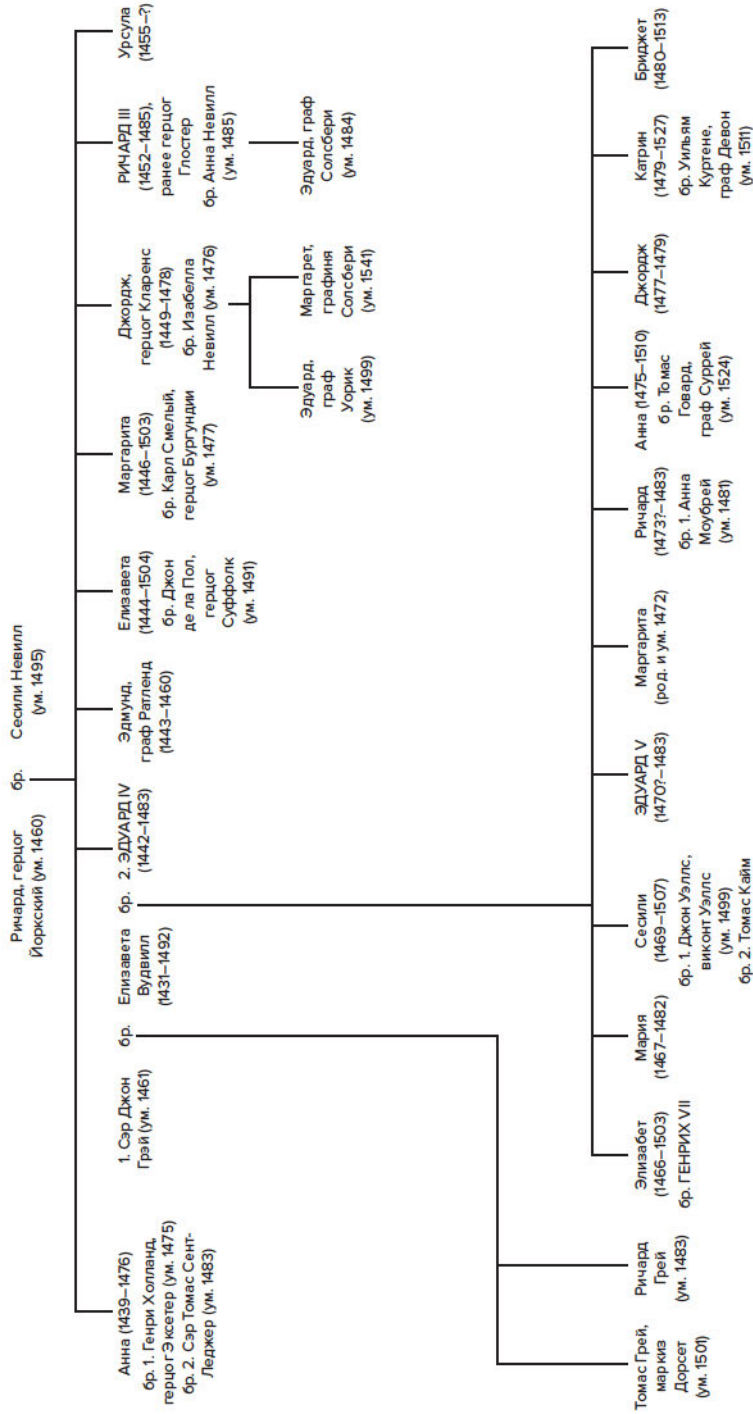 Ричард, герцог
Йоркский (ум. 1460)
бр.
Сесили Невилл
(ум. 1495)
Анна (1439–1476)
бр. 1. Генри Холланд,
герцог Эксетер (ум. 1475)
бр. 2. Сэр Томас Сент-
Леджер (ум. 1483)
1. Сэр Джон
Грэй (ум. 1461)
бр.
Елизавета
Вудвилл
(1431–1492)
бр.
2. ЭДУАРД IV
(1442–1483)
Эдмунд,
граф Ратленд
(1443–1460)
Елизавета
(1444–1504)
бр. Джон
де ла Пол,
герцог
Суффолк
(ум. 1491)
Маргарита
(1446–1503)
бр. Карл Смелый,
герцог Бургундии
(ум. 1477)
Джордж,
герцог Кларенс
(1449–1478)
бр. Изабелла
Невилл (ум. 1476)
РИЧАРД III
(1452–1485),
ранее герцог
Глостер
бр. Анна Невилл
(ум. 1485)
Урсула
(1455–?)
Эдуард,
граф
Уорик
(ум. 1499)
Маргарет,
графиня
Солсбери
(ум. 1541)
Эдуард, граф
Солсбери
(ум. 1484)
Томас Грей,
маркиз
Дорсет
(ум. 1501)
Ричард
Грей
(ум. 1483)
Элизабет
(1466–1503)
бр. ГЕНРИХ VII
Мария
(1467–1482)
Сесили
(1469–1507)
бр. 1. Джон Уэллс,
виконт Уэллс
(ум. 1499)
бр. 2. Томас Кайм
ЭДУАРД V
(1470?–1483)
Маргарита
(род. и ум. 1472)
Ричард
(1473?–1483)
бр. 1. Анна
Моубрей
(ум. 1481)
Анна (1475–1510)
бр. Томас
Говард,
граф Суррей
(ум. 1524)
Джордж
(1477–1479)
Катрин
(1479–1527)
бр. Уильям
Куртене,
граф Девон
(ум. 1511)
Бриджет
(1480–1513)